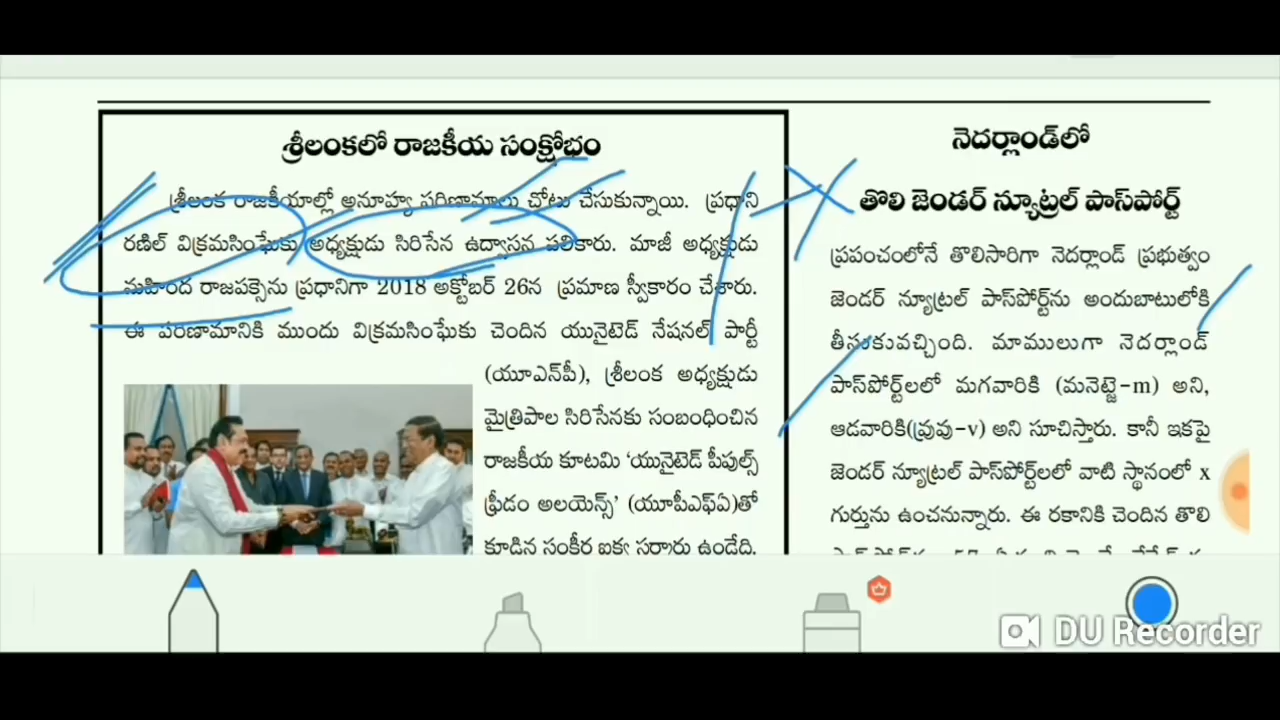 శ్రీలంకలో రాజకీయ సంక్షోభం
శ్రీలంక రాజకీయాల్లో అనూహ్య పరిణామాలు చోటు చేసుకున్నాయి. ప్రధాని
రణిల్ విక్రమసింఘేకు అధ్యక్షుడు సిరిసేన ఉద్వాసన పలికారు. మాజీ అధ్యక్షుడు
మహింద రాజపక్సెను ప్రధానిగా 2018 అక్టోబర్ 26న ప్రమాణ స్వీకారం చేశారు.
ఈ పరిణామానికి ముందు విక్రమసింఘేకు చెందిన యునైటెడ్ నేషనల్ పార్టీ
(యూఎన్‌పీ), శ్రీలంక అధ్యక్షుడు
మైత్రిపాల సిరిసేనకు సంబంధించిన
రాజకీయ కూటమి ‘యునైటెడ్ పీపుల్స్
ఫ్రీడం అలయెన్స్’ (యూపీఎఫ్ఏ)తో
కూడిన సంకీర్ణ ఐక్య సర్కారు ఉండేది.
నెదర్లాండ్‌లో
తొలి జెండర్ న్యూట్రల్ పాస్‌పోర్ట్
ప్రపంచంలోనే తొలిసారిగా నెదర్లాండ్ ప్రభుత్వం
జెండర్ న్యూట్రల్ పాస్‌పోర్ట్‌ను అందుబాటులోకి
తీసుకువచ్చింది. మాములుగా నెదర్లాండ్
పాస్‌పోర్ట్‌లలో మగవారికి (మనెట్జె-m) అని,
ఆడవారికి(వ్రువు-v) అని సూచిస్తారు. కానీ ఇకపై
జెండర్ న్యూట్రల్ పాస్‌పోర్ట్‌లలో వాటి స్థానంలో x
గుర్తును ఉంచనున్నారు. ఈ రకానికి చెందిన తొలి
DU Recorder